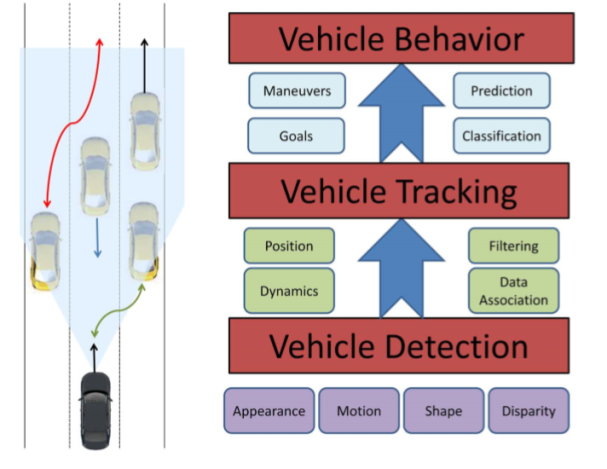 Vehicle Behavior
Maneuvers
Prediction
Goals
Classification
Vehicle Tracking
Position
Filtering
Dynamics
Data
Association
Vehicle Detection
Appearance
Motion
Shape
Disparity